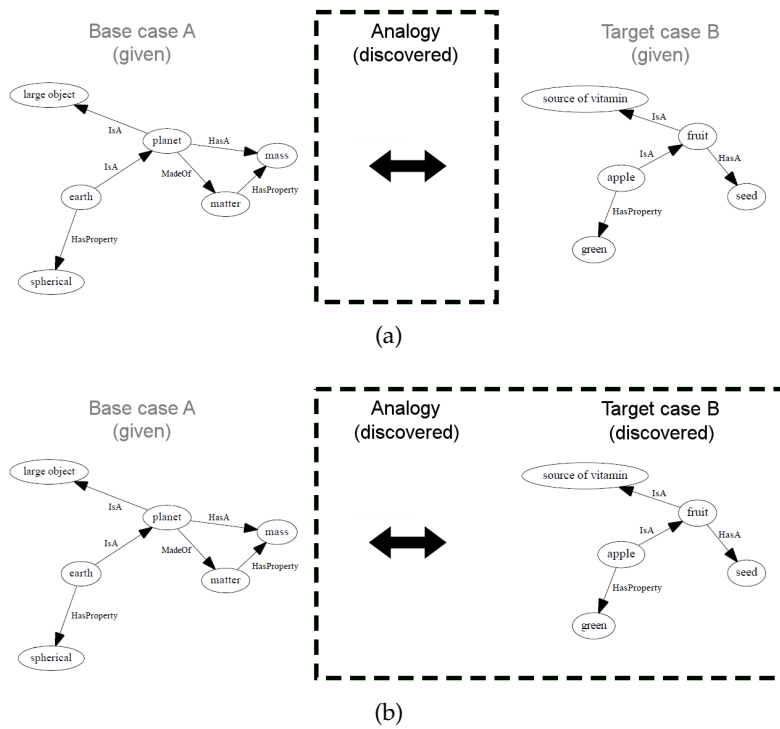 Base case A
(given)
Analogy
(discovered)
Target case B
(given)
large object
IsA
planet
HasA
mass
IsA
MadeOf
HasProperty
earth
matter
HasProperty
spherical
source of vitamin
IsA
fruit
IsA
HasA
apple
seed
HasProperty
green
(a)
Base case A
(given)
Analogy
(discovered)
Target case B
(discovered)
large object
IsA
planet
HasA
mass
IsA
MadeOf
HasProperty
earth
matter
HasProperty
spherical
source of vitamin
IsA
fruit
IsA
HasA
apple
seed
HasProperty
green
(b)